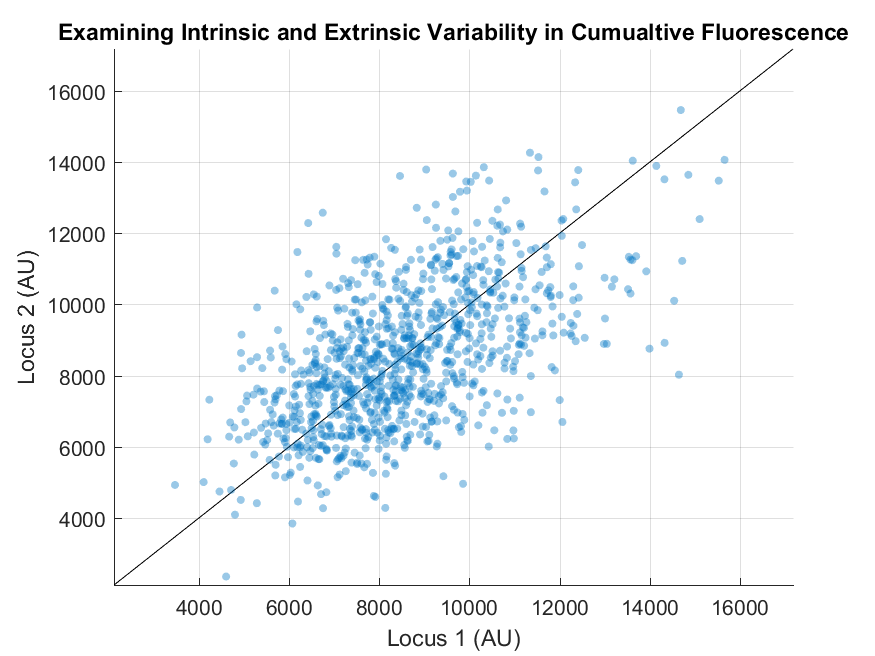 Examining Intrinsic and Extrinsic Variability in Cumualtive Fluorescence
16000
14000
12000
10000
8000
6000
4000
Locus 2 (AU)
4000 6000 8000 10000 12000 14000 16000
Locus 1 (AU)